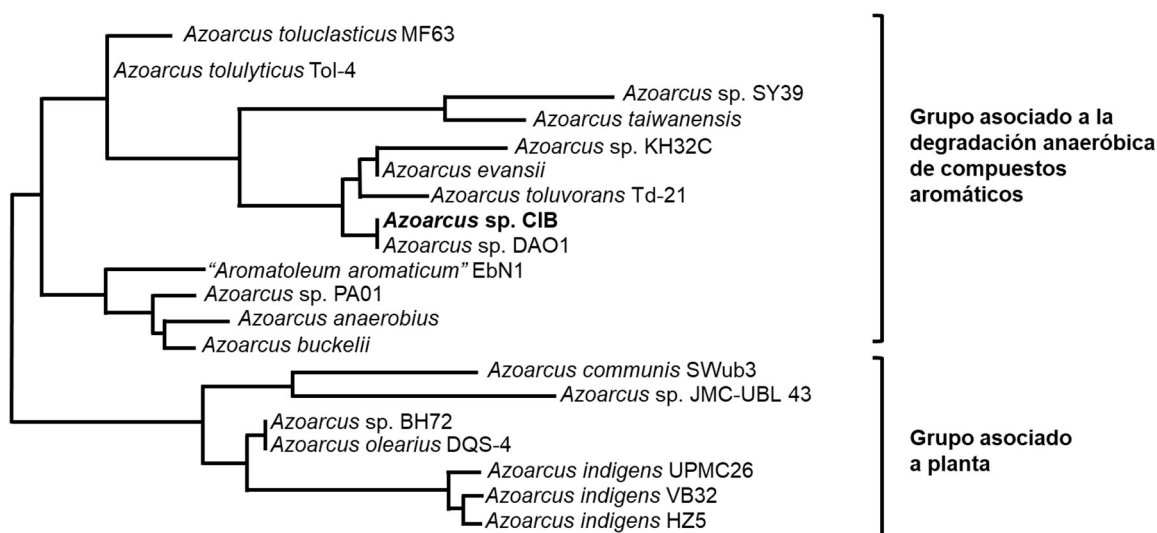 Azoarcus toluclasticus MF63
Azoarcus tolulyticus Tol-4
Azoarcus sp. SY39
Azoarcus taiwanensis
Azoarcus sp. KH32C
Azoarcus evansii
Azoarcus toluvorans Td-21
Azoarcus sp. CIB
Azoarcus sp. DAO1
“Aromatoleum aromaticum” EbN1
Azoarcus sp. PA01
Azoarcus anaerobius
Azoarcus buckelii
Azoarcus communis SWub3
Azoarcus sp. JMC-UBL 43
Azoarcus sp. BH72
Azoarcus olearius DQS-4
Azoarcus indigens UPMC26
Azoarcus indigens VB32
Azoarcus indigens HZ5
Grupo asociado a la
degradación anaeróbica
de compuestos
aromáticos
Grupo asociado
a planta